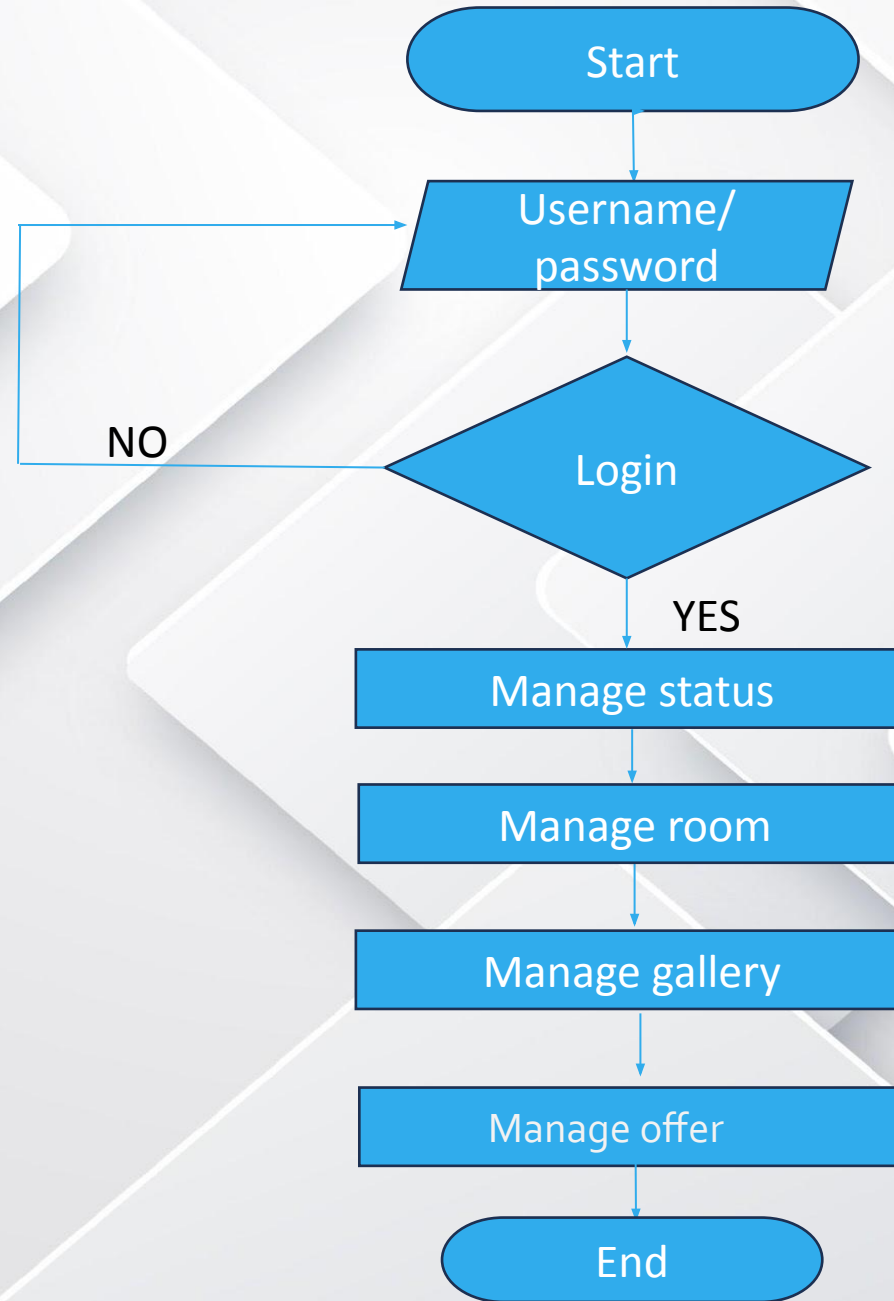 Start
Username/
password
NO
Login
YES
Manage status
Manage room
Manage gallery
Manage offer
End